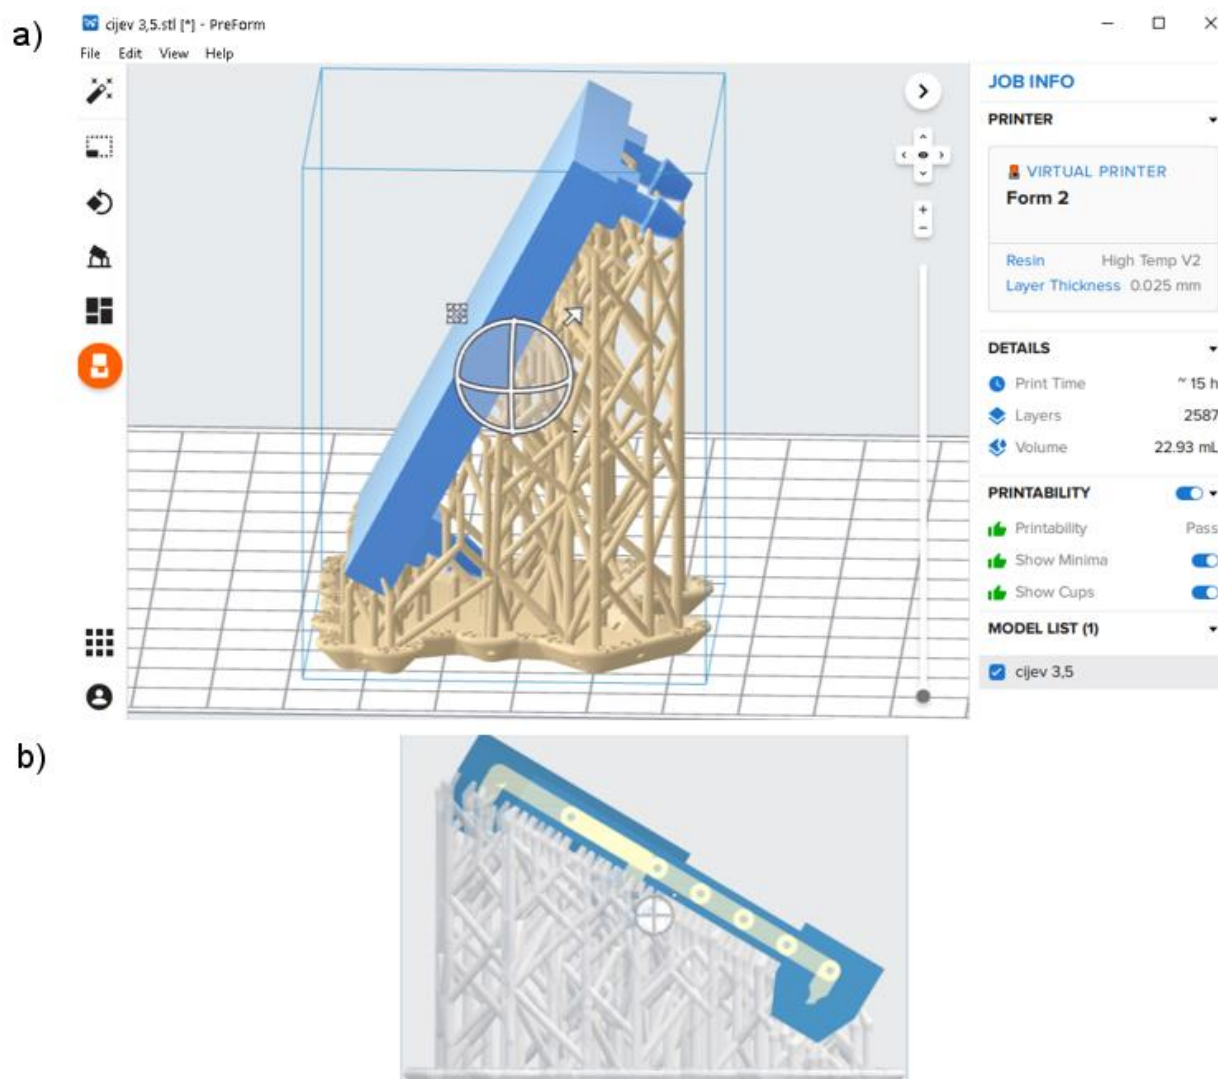 a)
cijev 3,5.stl [*] - PreForm
File Edit View Help
JOB INFO
PRINTER
VIRTUAL PRINTER
Form 2
Resin High Temp V2
Layer Thickness 0.025 mm
DETAILS
Print Time ~ 15 h
Layers 2587
Volume 22.93 mL
PRINTABILITY
Printability Pass
Show Minima
Show Cups
MODEL LIST (1)
cijev 3,5
b)